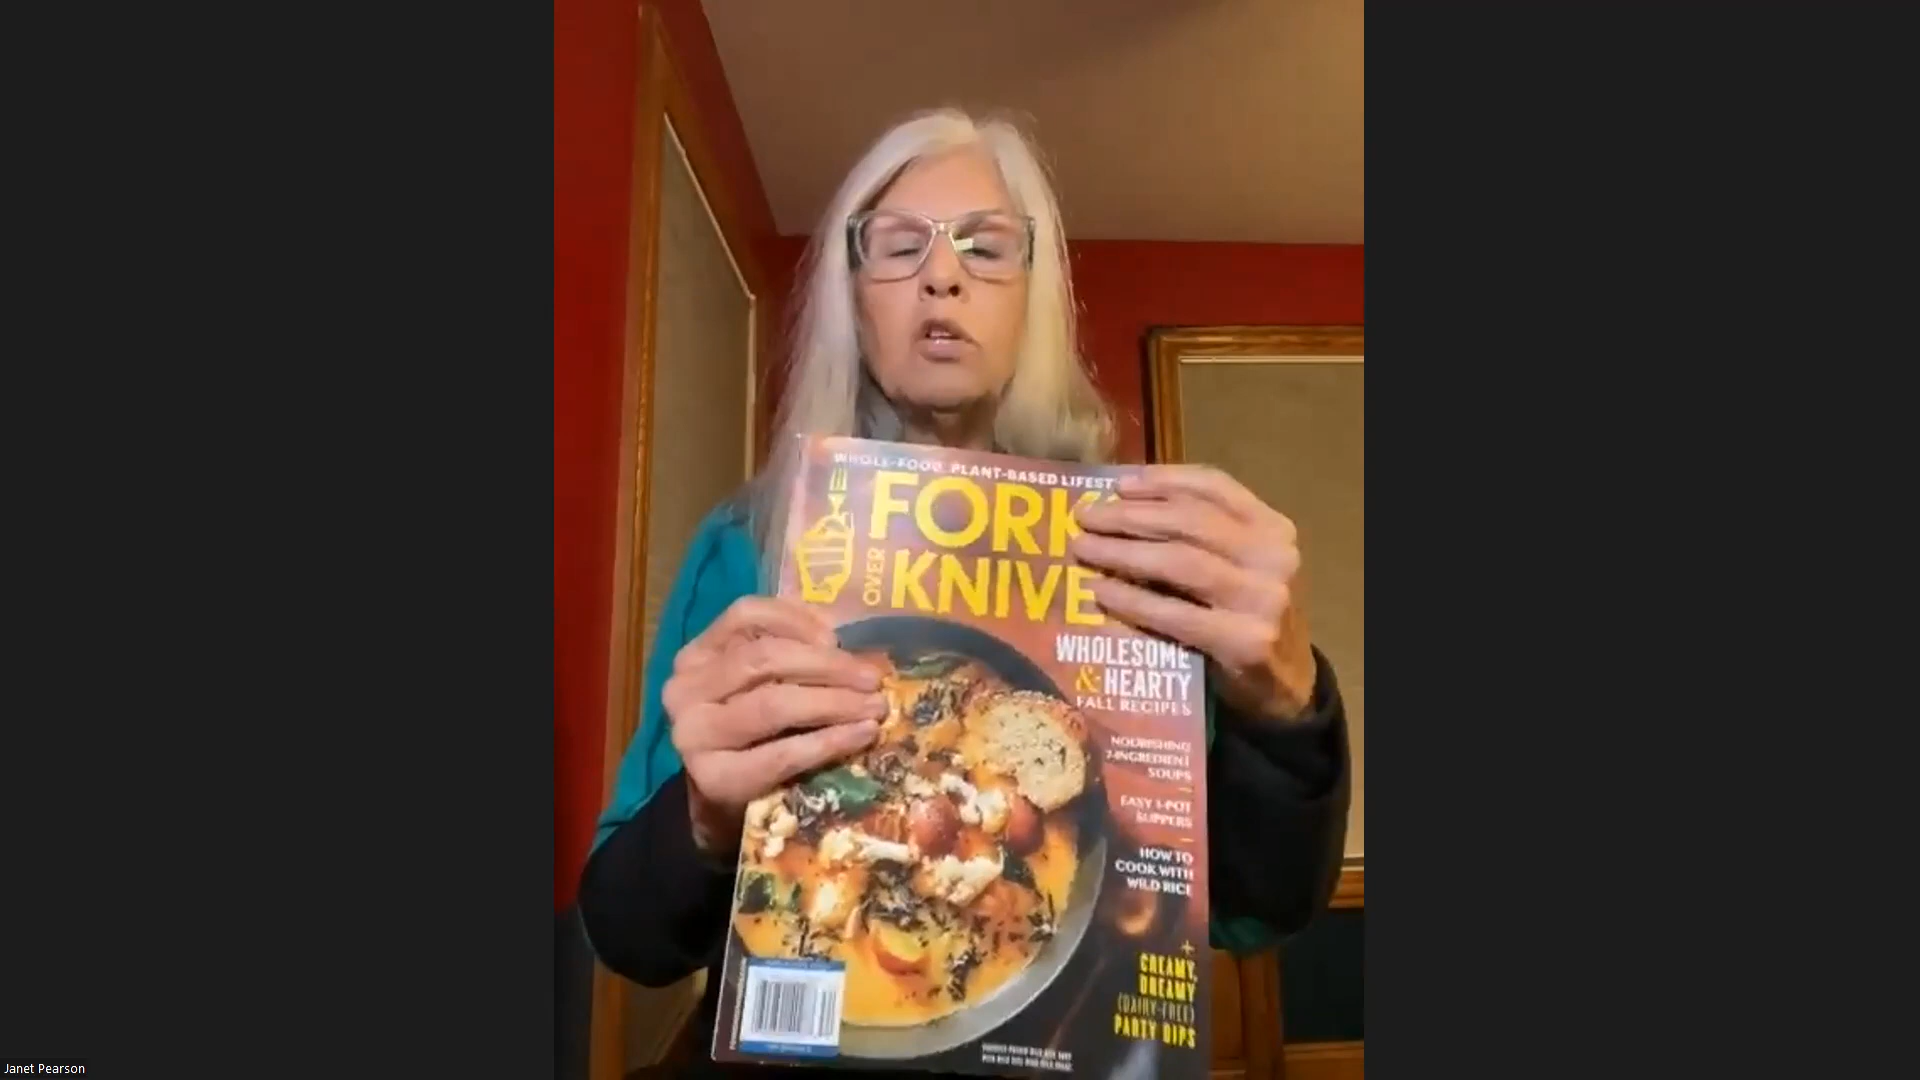 WHOLE-FOOD, PLANT-BASED LIFEST
FORK
OVER
KNIVE
WHOLESOME
& HEARTY
FALL RECIPES
NOURISHING
7-INGREDIENT
SOUPS
EASY 1-POT
SUPPERS
HOW TO
COOK WITH
WILD RICE
+
CREAMY,
DREAMY
(DAIRY-FREE)
PARTY DIPS
Janet Pearson